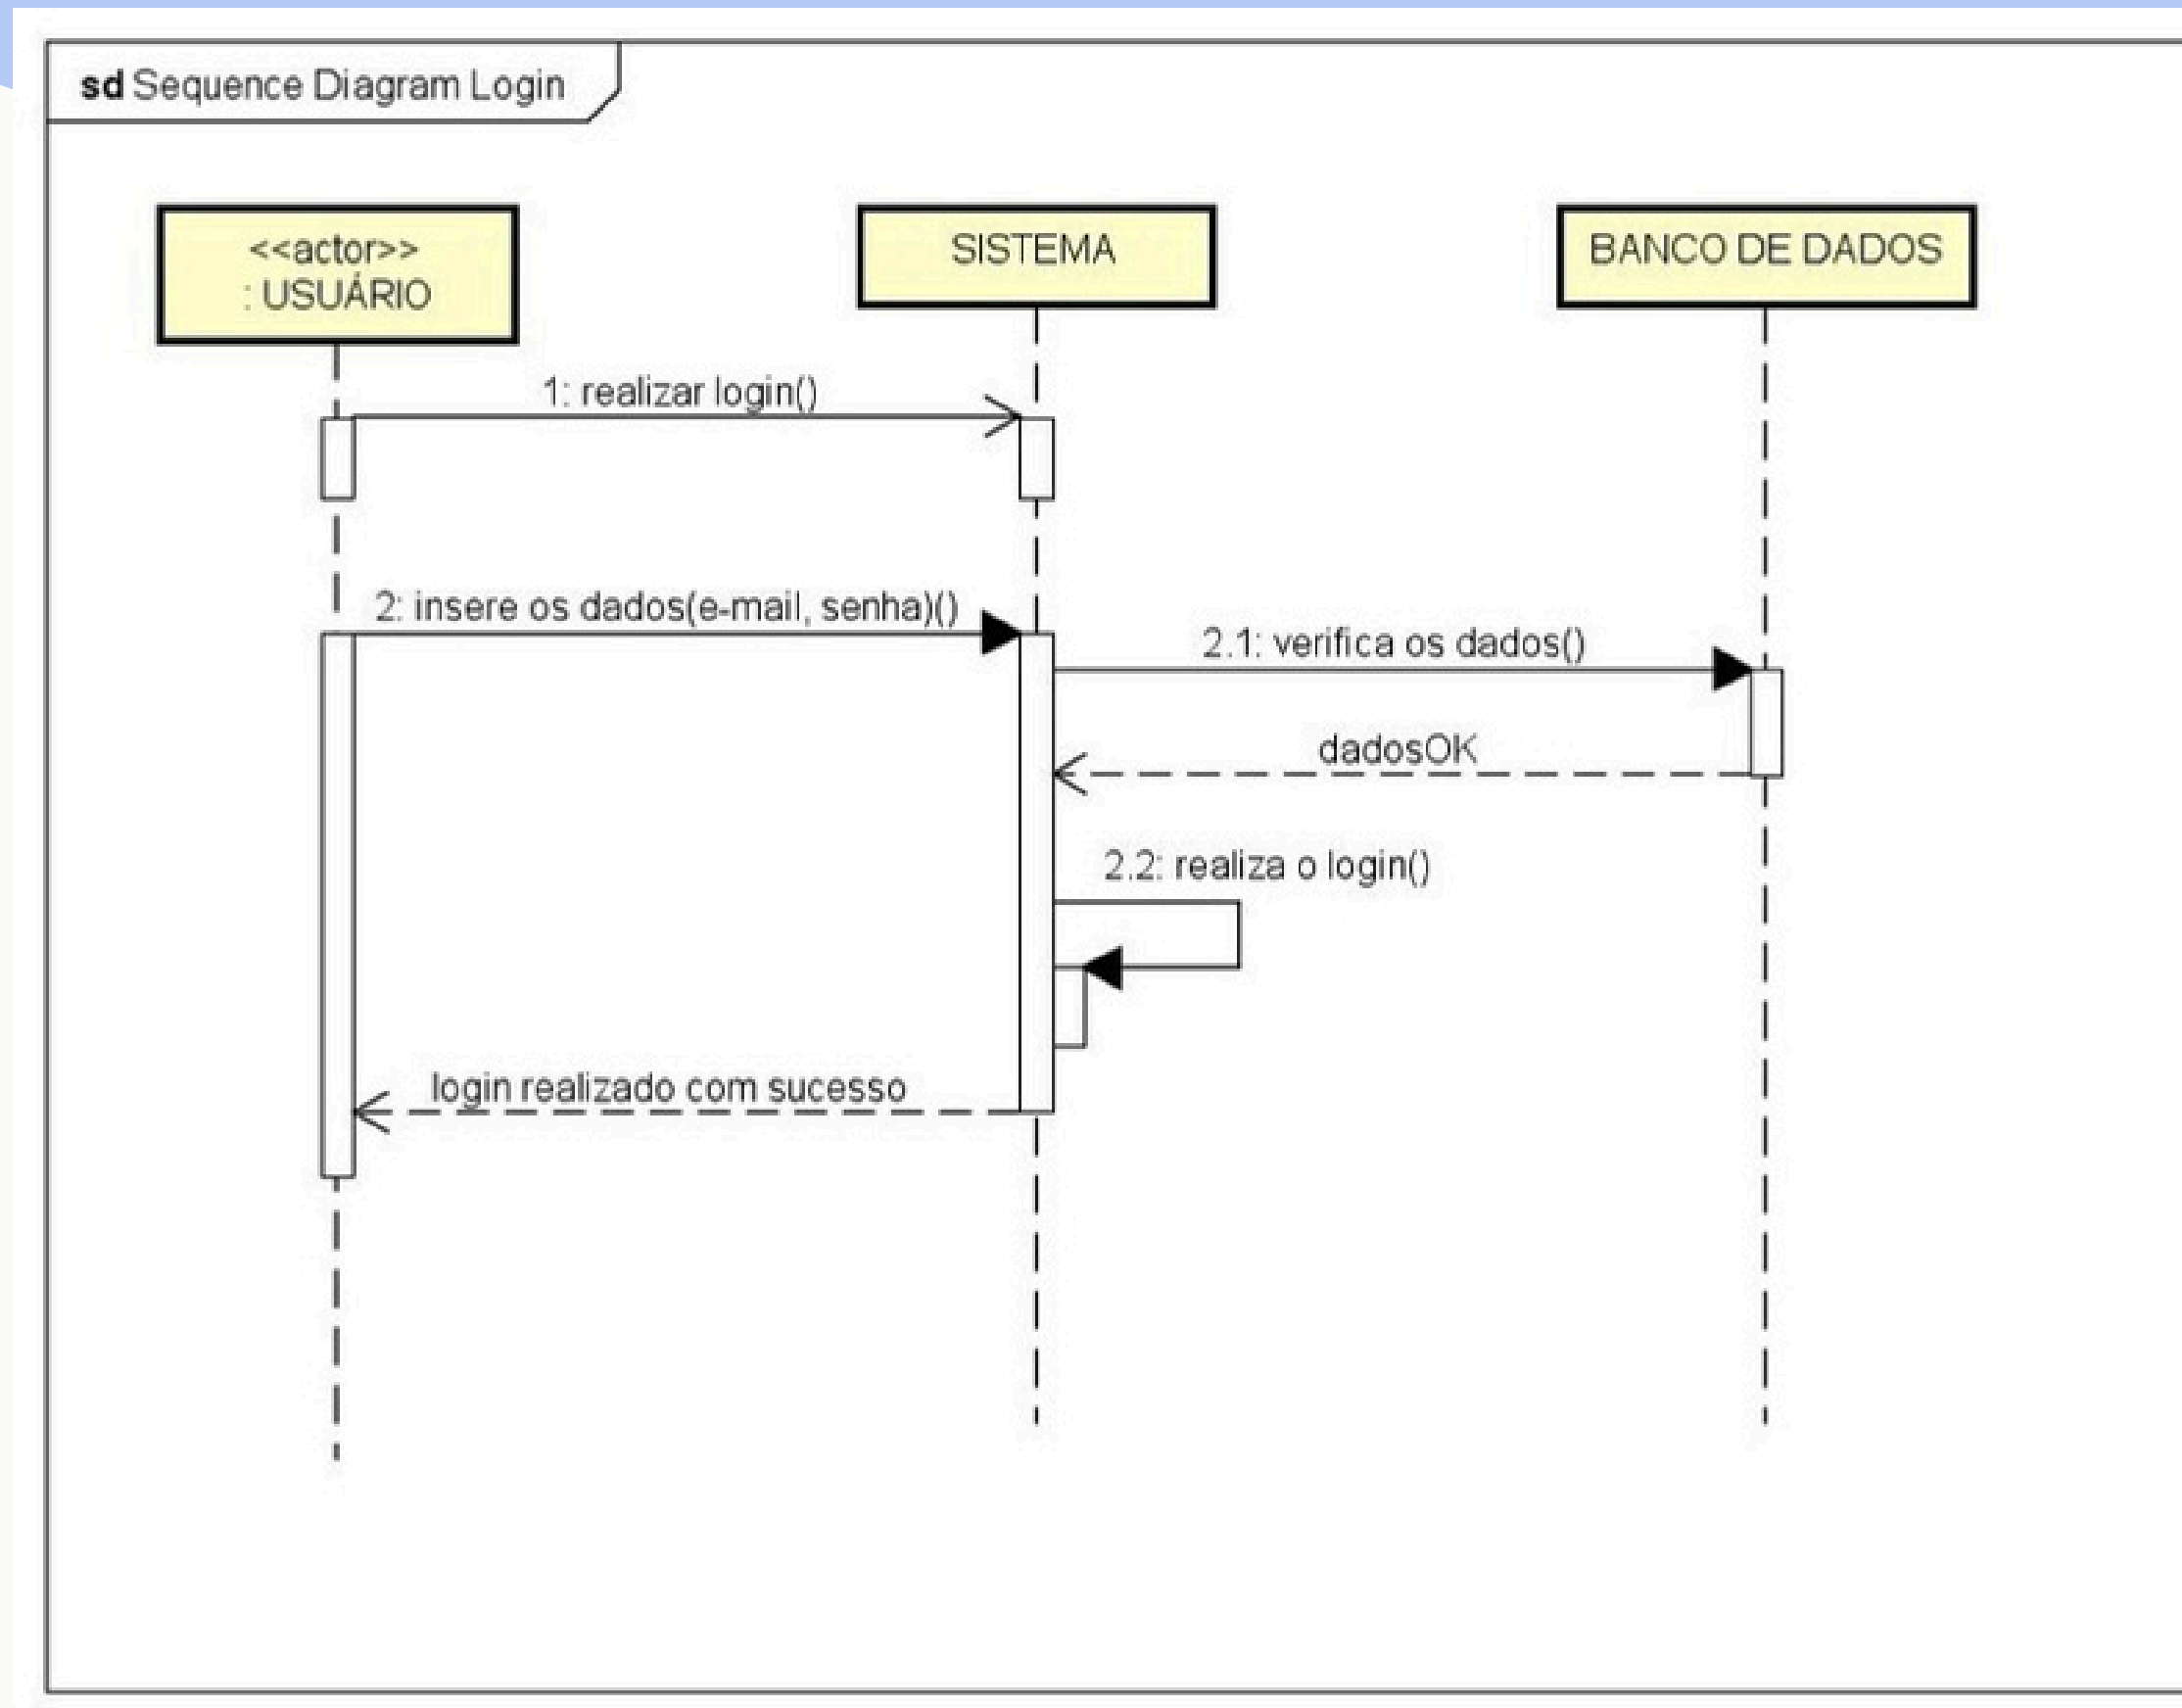 sd Sequence Diagram Login
<<actor>>
: USUÁRIO
SISTEMA
BANCO DE DADOS
1: realizar login()
2: insere os dados(e-mail, senha)()
2.1: verifica os dados()
dadosOK
2.2: realiza o login()
login realizado com sucesso